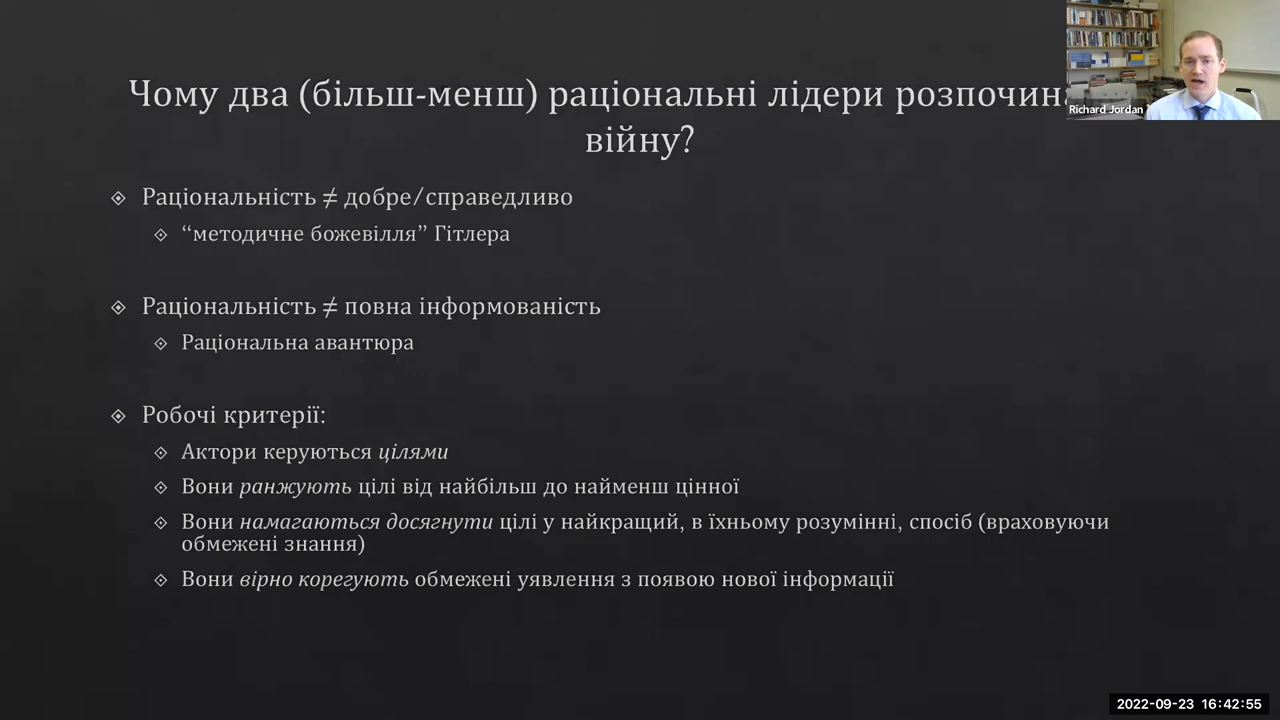 Чому два (більш-менш) раціональні лідери
війну?
Richard Jordan
Раціональність ≠ добре/справедливо
“методичне божевілля” Гітлера
Раціональність ≠ повна інформованість
Раціональна авантюра
Робочі критерії:
Актори керуються цілями
Вони ранжують цілі від найбільш до найменш цінної
Вони намагаються досягнути цілі у найкращий, в їхньому розумінні, спосіб (враховуючи
обмежені знання)
Вони вірно корегують обмежені уявлення з появою нової інформації
2022-09-23 16:42:55